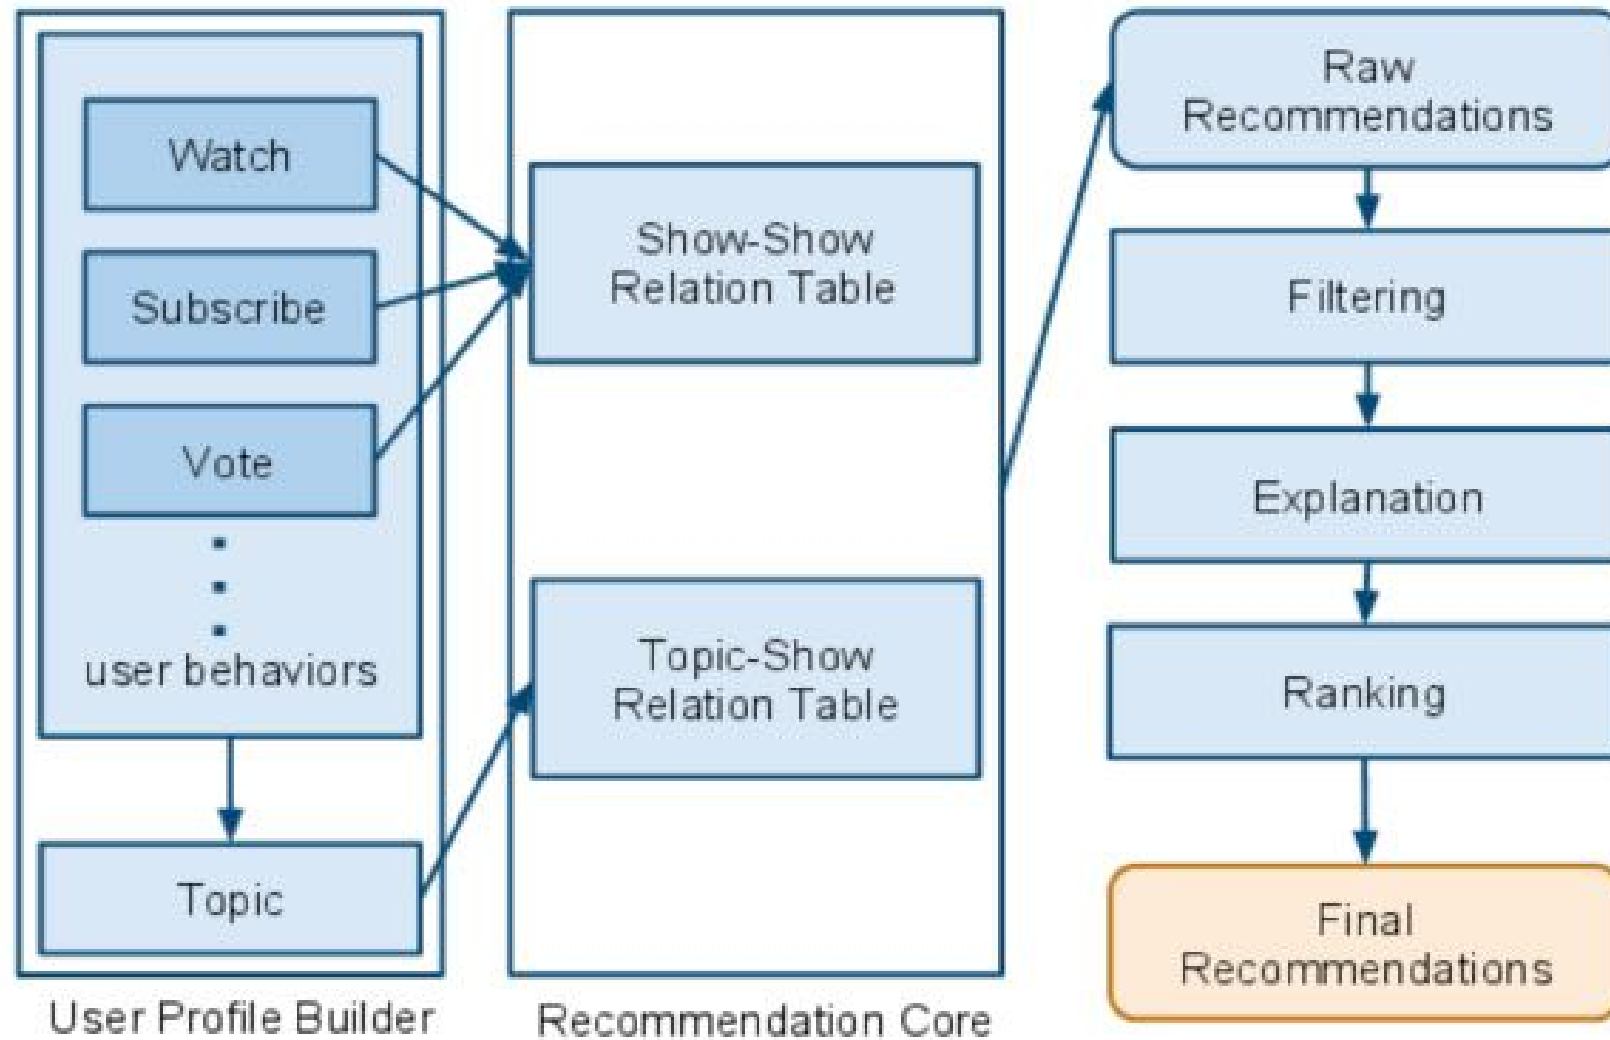 Watch
Subscribe
Vote
user behaviors
Topic
User Profile Builder
Show-Show
Relation Table
Topic-Show
Relation Table
Recommendation Core
Raw
Recommendations
Filtering
Explanation
Ranking
Final
Recommendations